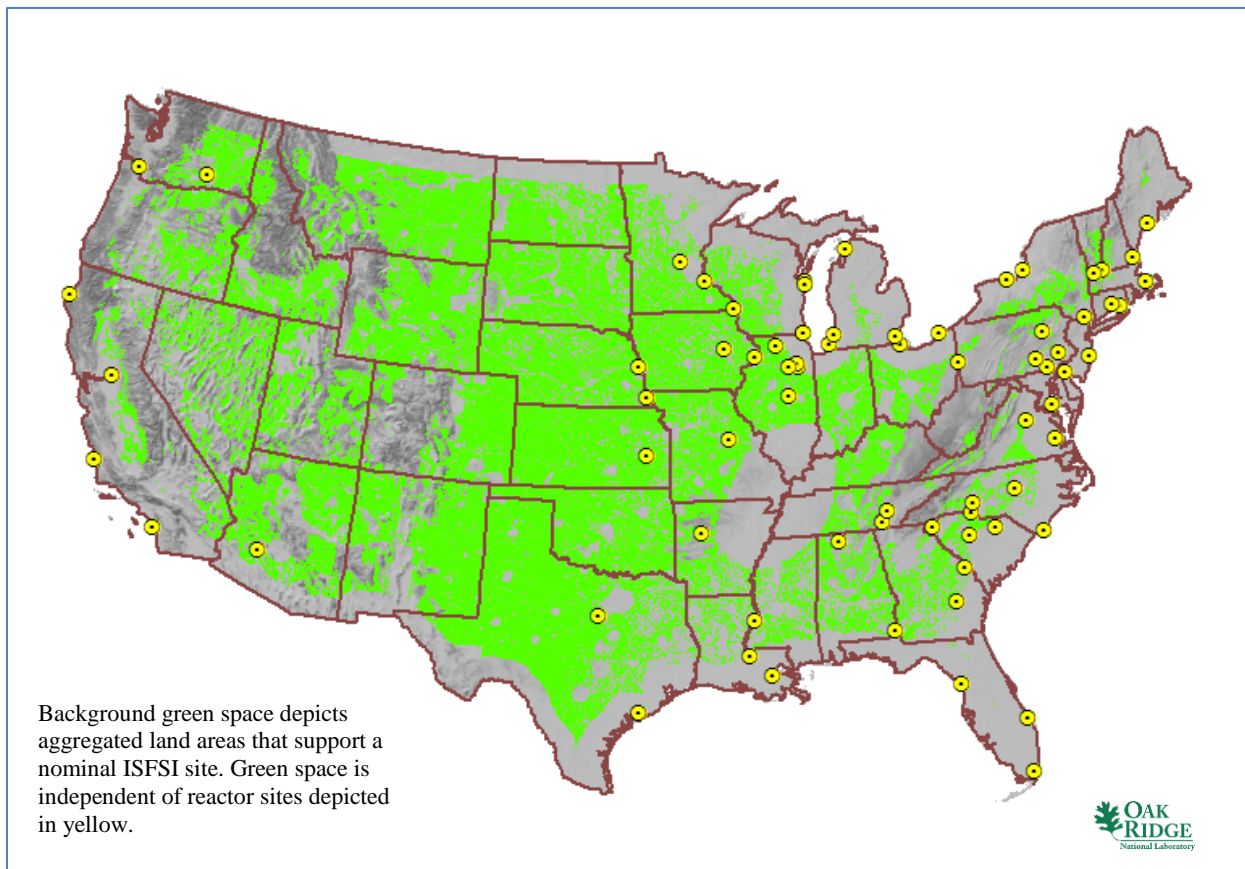 Background green space depicts
aggregated land areas that support a
nominal ISFSI site. Green space is
independent of reactor sites depicted
in yellow.
OAK
RIDGE
National Laboratory